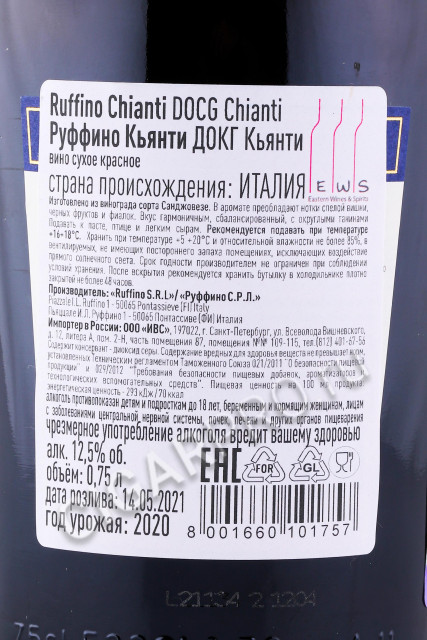 Ruffino Chianti DOCG Chianti
Руффино Кьянти ДОКГ Кьянти
вино сухое красное
страна происхождения: ИТАЛИЯ
E W S
Eastern Wines & Spirits
Изготовлено из винограда сорта Санджовезе. В аромате преобладают нотки спелой вишни,
черных фруктов и фиалок. Вкус гармоничным, сбалансированный, с округлыми танинами
Подавать к пасте, птице и легким сырам. Рекомендуется подавать при температуре
+16-18°С. Хранить при температуре +5 +20°С и относительной влажности не более 85%, в
вентилируемых, не имеющих постороннего запаха помещениях, исключающих воздействие
прямого солнечного света. Срок годности производителем не ограничен при соблюдении
условий хранения. После вскрытия рекомендуется хранить бутылку в холодильнике плотно
закрытой не более 48 часов.
Производитель: «Ruffino S.R.L»/ «Руффино С.Р.Л.»
Piazzale I.L. Ruffino 1 - 50065 Pontassieve (FI) Italy
Пьяццале И.Л. Руффино 1 - 50065 Понтассиве (ФИ) Италия
Импортер в России: ООО «ИВС», 197022, г. Санкт-Петербург, ул. Всеволода Вишневского,
д. 12, литера А, пом. 2-Н, часть помещения 87, помещения №№ 109-115, тел.(812) 401-67-56
Содержит консервант - диоксид серы. Содержание вредных для здоровья веществ не превышает норм,
установленных Техническим регламентам Таможенного Союза 021/2011 "О безопасности пищевой
продукции" и 029/2012 "Требования безопасности пищевых добавок, ароматизаторов и
технологических вспомогательных средств". Пищевая ценность на 100 мл продукта:
энергетическая ценность - 293 кДж / 70 ккал
алкоголь противопоказан детям и подросткам до 18 лет, беременным и кормящим женщинам, лицам
с заболеваниями центральной нервной системы, почек, печени и других органов пищеварения
чрезмерное употребление алкоголя вредит вашему здоровью
алк. 12,5% об.
объём: 0,75 л
дата розлива: 14.05.2021
год урожая: 2020
EAC
FOR
GL
8 001660 101757